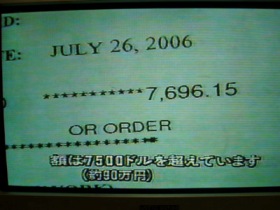 D:
E: JULY 26, 2006
**********7,696.15
OR ORDER
額は7500ドルを超えています
(約90万円)